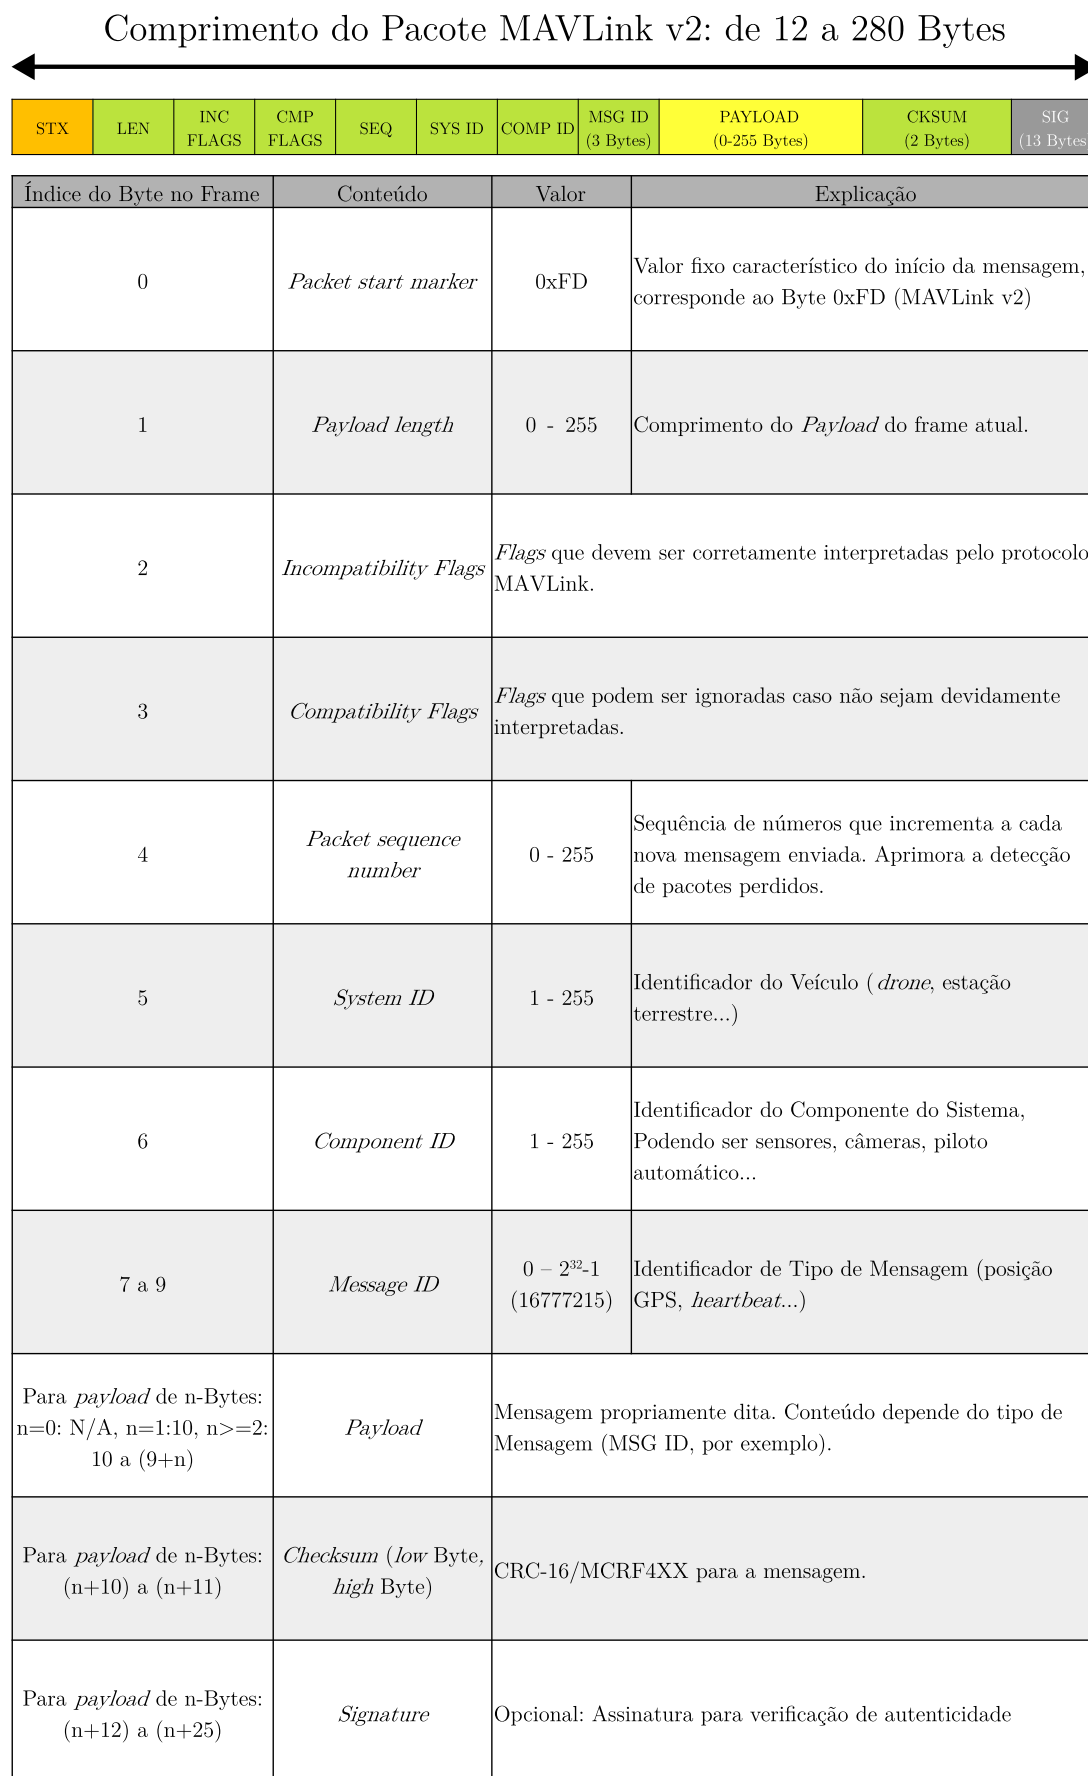 Comprimento do Pacote MAVLink v2: de 12 a 280 Bytes
STX LEN INC FLAGS CMP FLAGS SEQ SYS ID COMP ID MSG ID (3 Bytes) PAYLOAD (0-255 Bytes) CKSUM (2 Bytes) SIG (13 Bytes
Índice do Byte no Frame Conteúdo Valor Explicação
0 Packet start marker 0xFD Valor fixo característico do início da mensagem,
corresponde ao Byte 0xFD (MAVLink v2)
1 Payload length 0 - 255 Comprimento do Payload do frame atual.
2 Incompatibility Flags Flags que devem ser corretamente interpretadas pelo protocolo
MAVLink.
3 Compatibility Flags Flags que podem ser ignoradas caso não sejam devidamente
interpretadas.
4 Packet sequence
number
0 - 255
Sequência de números que incrementa a cada
nova mensagem enviada. Aprimora a detecção
de pacotes perdidos.
5 System ID 1 - 255 Identificador do Veículo (drone, estação
terrestre...)
6 Component ID 1 - 255 Identificador do Componente do Sistema,
Podendo ser sensores, câmeras, piloto
automático...
7 a 9 Message ID 0 – 2³²-1
(16777215)
Identificador de Tipo de Mensagem (posição
GPS, heartbeat...)
Para payload de n-Bytes:
n=0: N/A, n=1:10, n>=2:
10 a (9+n)
Payload
Mensagem propriamente dita. Conteúdo depende do tipo de
Mensagem (MSG ID, por exemplo).
Para payload de n-Bytes:
(n+10) a (n+11)
Checksum (low Byte,
high Byte)
CRC-16/MCRF4XX para a mensagem.
Para payload de n-Bytes:
(n+12) a (n+25)
Signature
Opcional: Assinatura para verificação de autenticidade